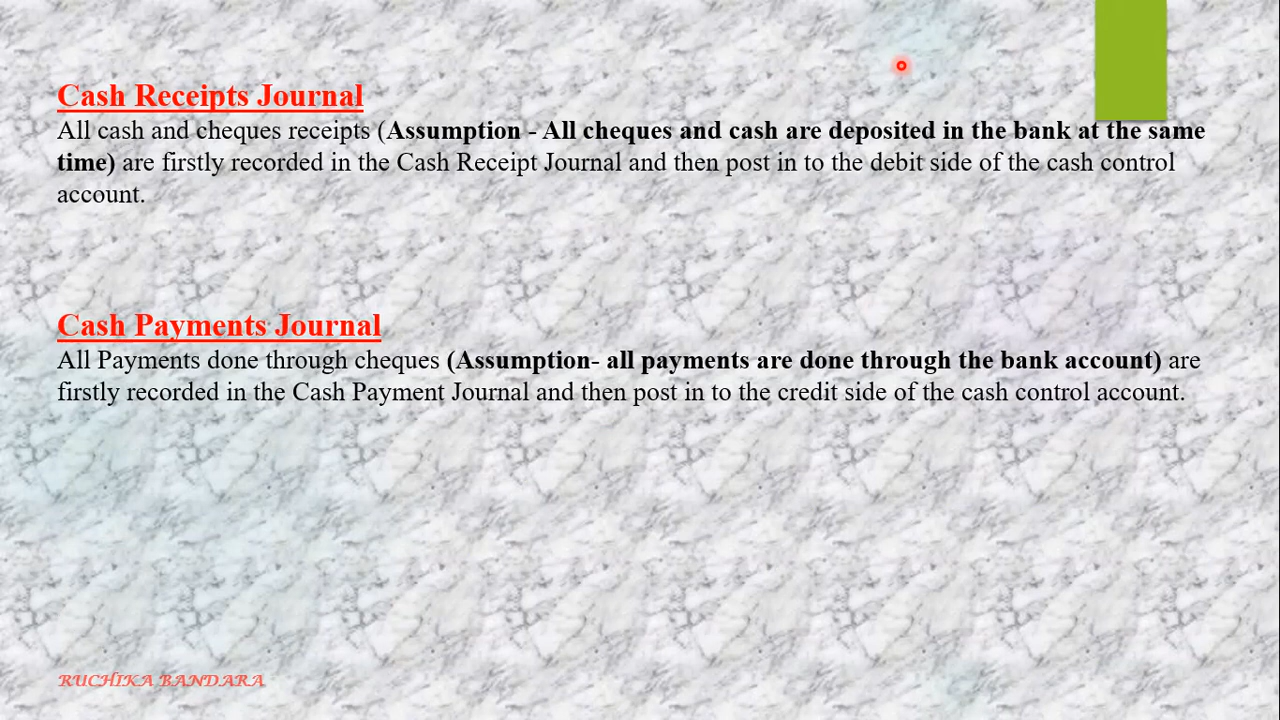 Cash Receipts Journal
All cash and cheques receipts (Assumption - All cheques and cash are deposited in the bank at the same
time) are firstly recorded in the Cash Receipt Journal and then post in to the debit side of the cash control
account.
Cash Payments Journal
All Payments done through cheques (Assumption- all payments are done through the bank account) are
firstly recorded in the Cash Payment Journal and then post in to the credit side of the cash control account.
RUCHIKA BANDARA